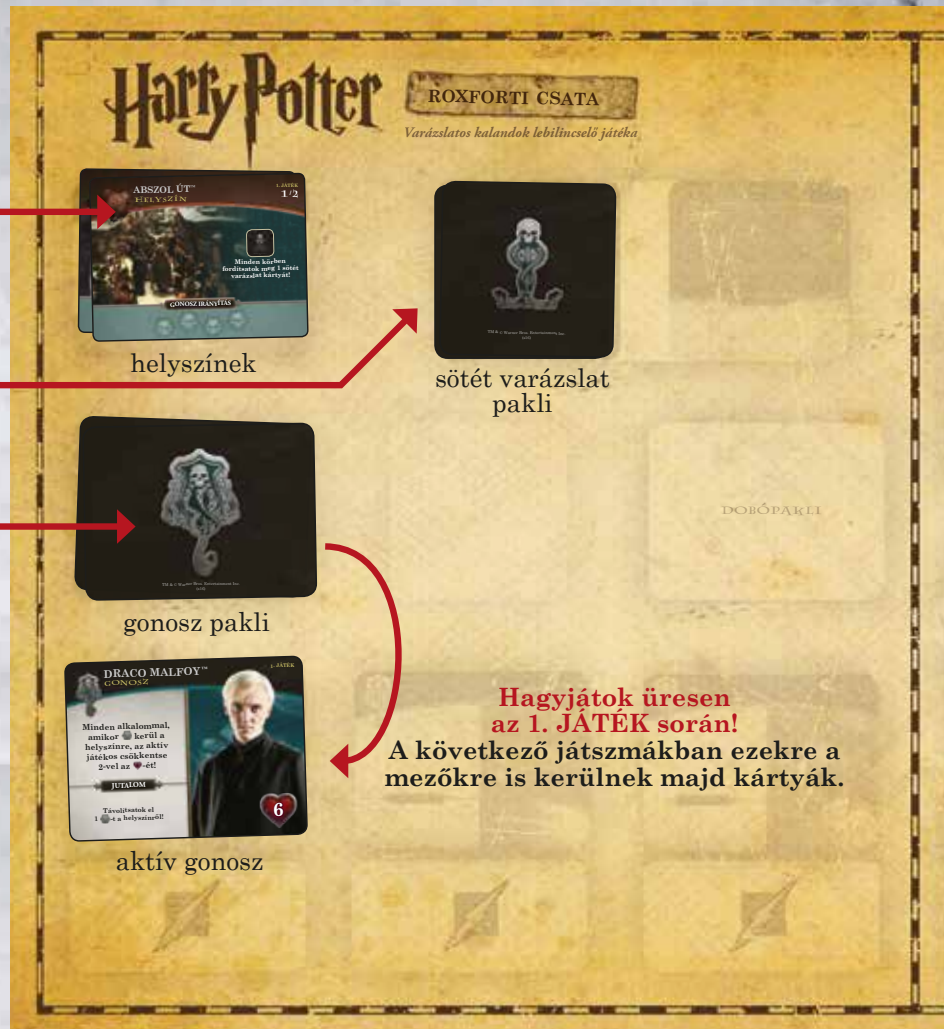 Harry Potter
ROXFORTI CSATA
Varázslatos kalandok lebilincselő játéka
ABSZOL ÚT™
HELYSZÍN
1. JÁTÉK
1/2
Minden körben
fordítsatok meg 1 sötét
varázslat kártyát!
GONOSZ IRÁNYÍTÁS
helyszínek
sötét varázslat
pakli
gonosz pakli
DOBÓPAKLI
DRACO MALFOY™
GONOSZ
1. JÁTÉK
Minden alkalommal,
amikor kerül a
helyszínre, az aktív
játékos csökkentse
2-vel az -ét!
JUTALOM
Távolítsatok el
1 -t a helyszínről!
6
aktív gonosz
Hagyjátok üresen
az 1. JÁTÉK során!
A következő játszmákban ezekre a
mezőkre is kerülnek majd kártyák.